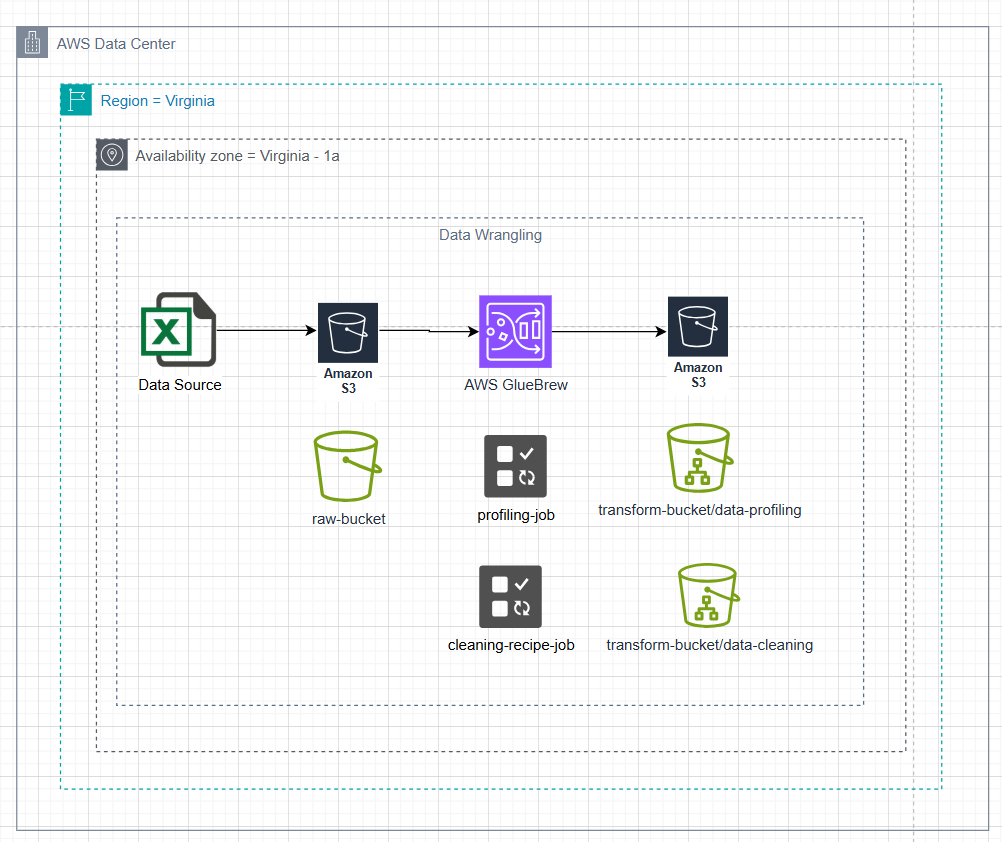 AWS Data Center
Region = Virginia
Availability zone = Virginia - 1a
Data Wrangling
Data Source
Amazon
S3
AWS GlueBrew
Amazon
S3
raw-bucket
profiling-job
transform-bucket/data-profiling
cleaning-recipe-job
transform-bucket/data-cleaning